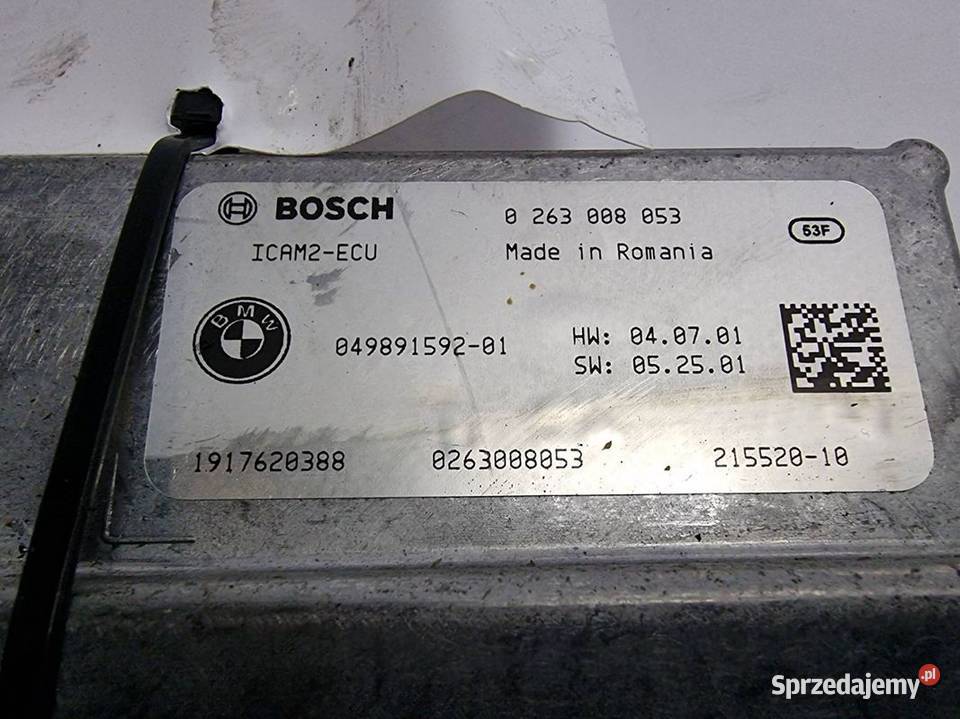 BOSCH 0 263 008 053
53F
ICAM2-ECU Made in Romania
BMW
049891592-01 HW: 04.07.01
SW: 05.25.01
1917620388 0263008053 215520-10
Sprzedajemy.pl